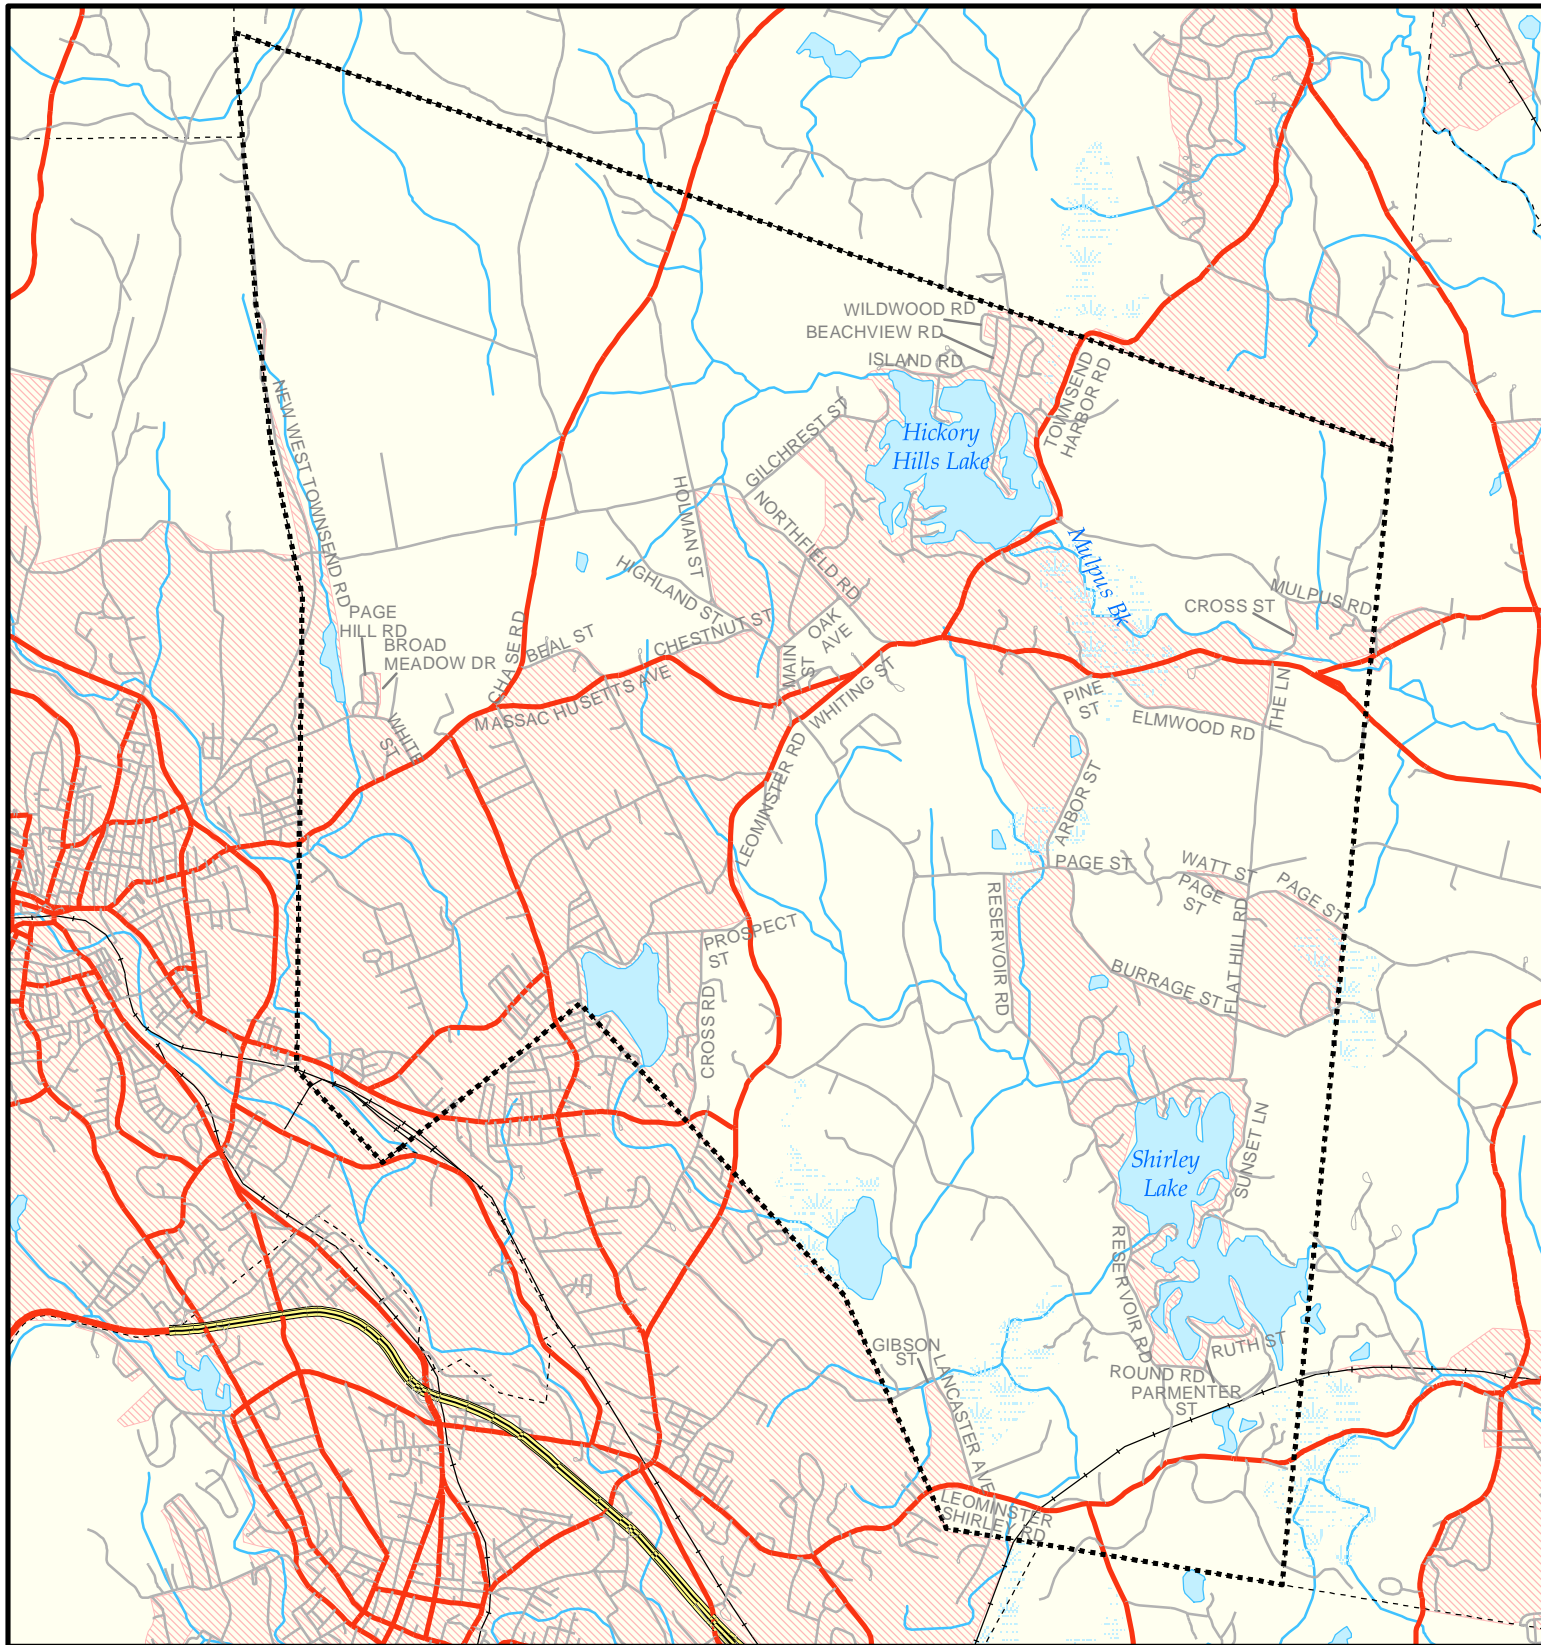 WILDWOOD RD
BEACHVIEW RD
ISLAND RD
TOWNSEND
HARBOR RD
Hickory
Hills Lake
GILCHREST ST
NEW WEST TOWNSEND RD
HOLMAN ST
NORTHFIELD RD
HIGHLAND ST
Mulpus Bk
MULPUS RD
CROSS ST
PAGE
HILL RD
BROAD
MEADOW DR
CHASE RD
BEAL ST
CHESTNUT ST
OAK
AVE
MAIN
ST
WHITING ST
MASSAC HUSETTS AVE
WHITE
ST
PINE
ST
ELMWOOD RD
THE LN
LEOMINSTER RD
ARBOR ST
PAGE ST
WATT ST
PAGE
ST
PAGE ST
RESERVOIR RD
FLAT HILL RD
BURRAGE ST
PROSPECT
ST
CROSS RD
SUNSET LN
Shirley
Lake
RESERVOIR RD
RUTH ST
GIBSON
ST
LANCASTER AVE
ROUND RD
PARMENTER
ST
LEOMINSTER
SHIRLEY RD